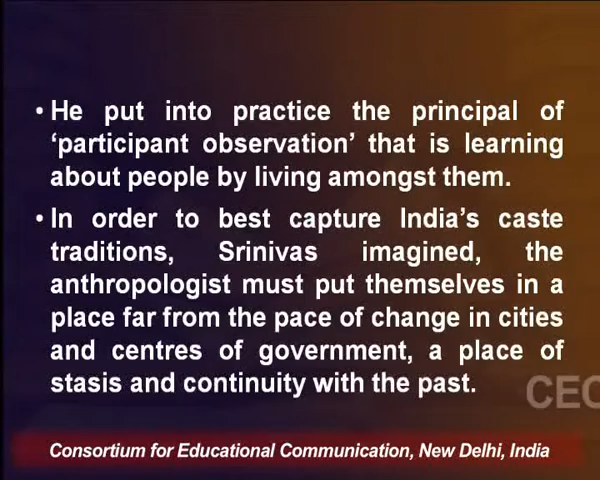 • He put into practice the principal of
‘participant observation’ that is learning
about people by living amongst them.
• In order to best capture India’s caste
traditions, Srinivas imagined, the
anthropologist must put themselves in a
place far from the pace of change in cities
and centres of government, a place of
stasis and continuity with the past.
CEC
Consortium for Educational Communication, New Delhi, India